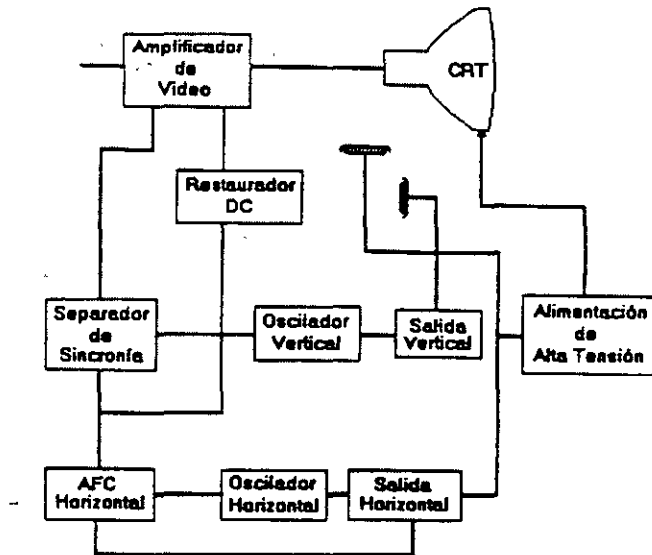 Amplificador
de
Video
CRT
Restaurador
DC
Separador
de
Sincronía
Oscilador
Vertical
Salida
Vertical
Alimentación
de
Alta Tensión
AFC
Horizontal
Oscilador
Horizontal
Salida
Horizontal